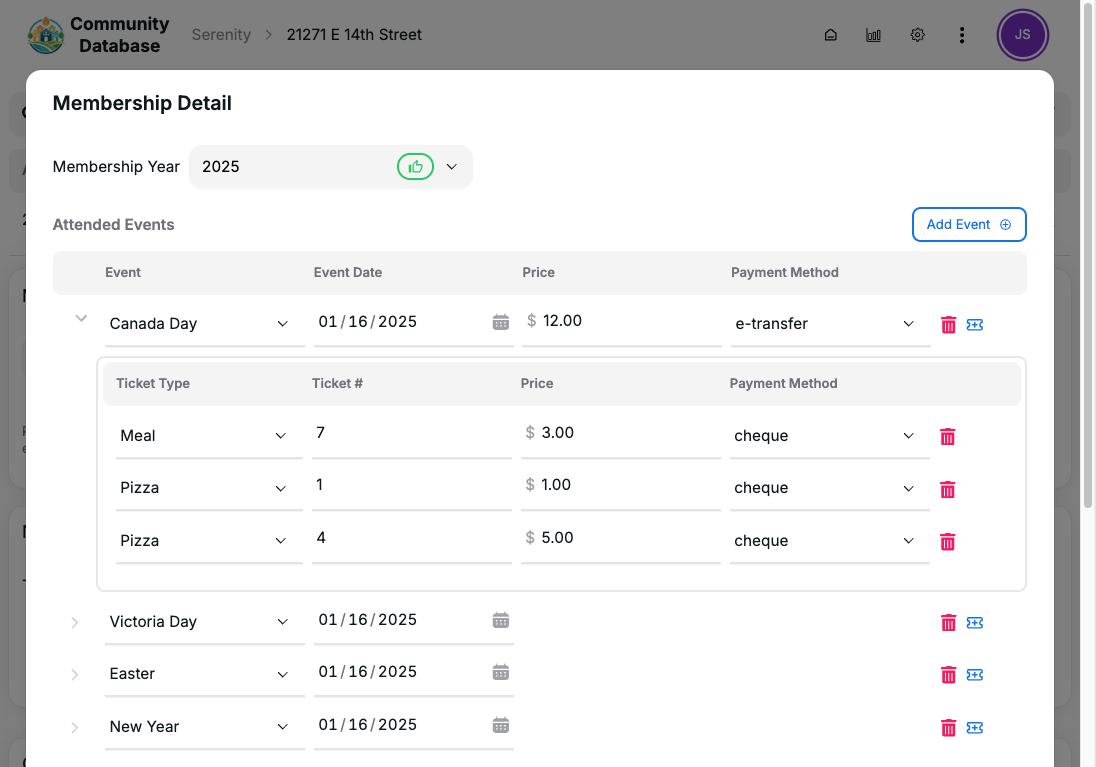 Community
Database
Serenity > 21271 E 14th Street
JS
Membership Detail
Membership Year 2025
Attended Events
Add Event
Event Event Date Price Payment Method
Canada Day 01/16/2025 $ 12.00 e-transfer
Ticket Type Ticket # Price Payment Method
Meal 7 $ 3.00 cheque
Pizza 1 $ 1.00 cheque
Pizza 4 $ 5.00 cheque
Victoria Day 01/16/2025
Easter 01/16/2025
New Year 01/16/2025